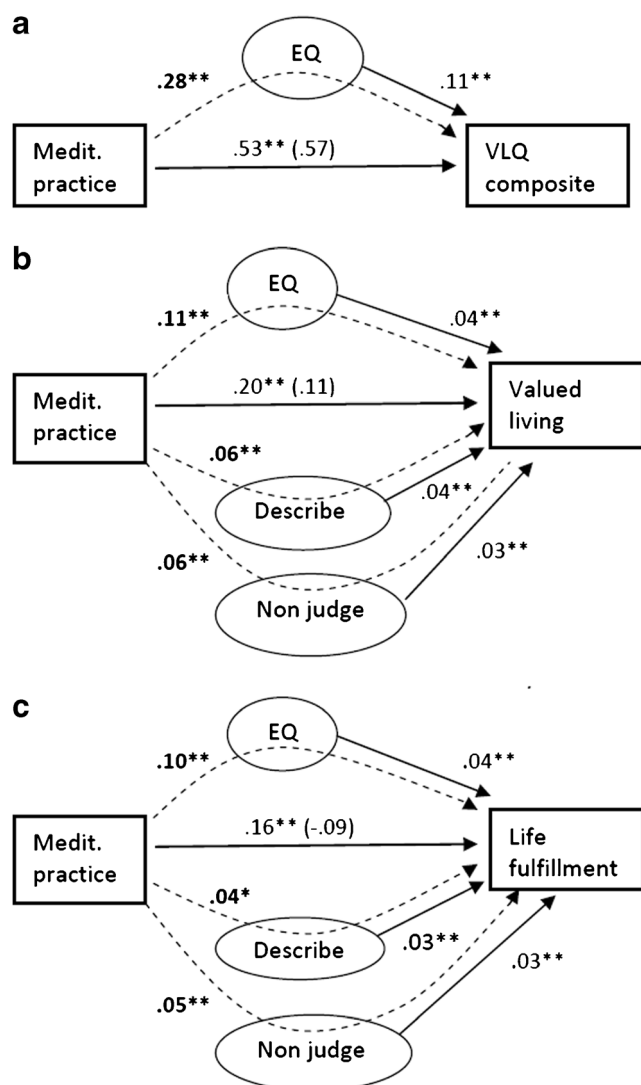 a
EQ
.28**
.11**
Medit.
practice
.53** (.57)
VLQ
composite
b
EQ
.11**
.04**
Medit.
practice
.20** (.11)
Valued
living
.06**
Describe
.04**
.06**
.03**
Non judge
c
EQ
.10**
.04**
Medit.
practice
.16** (-.09)
Life
fulfillment
.04*
Describe
.03**
.03**
.05**
Non judge